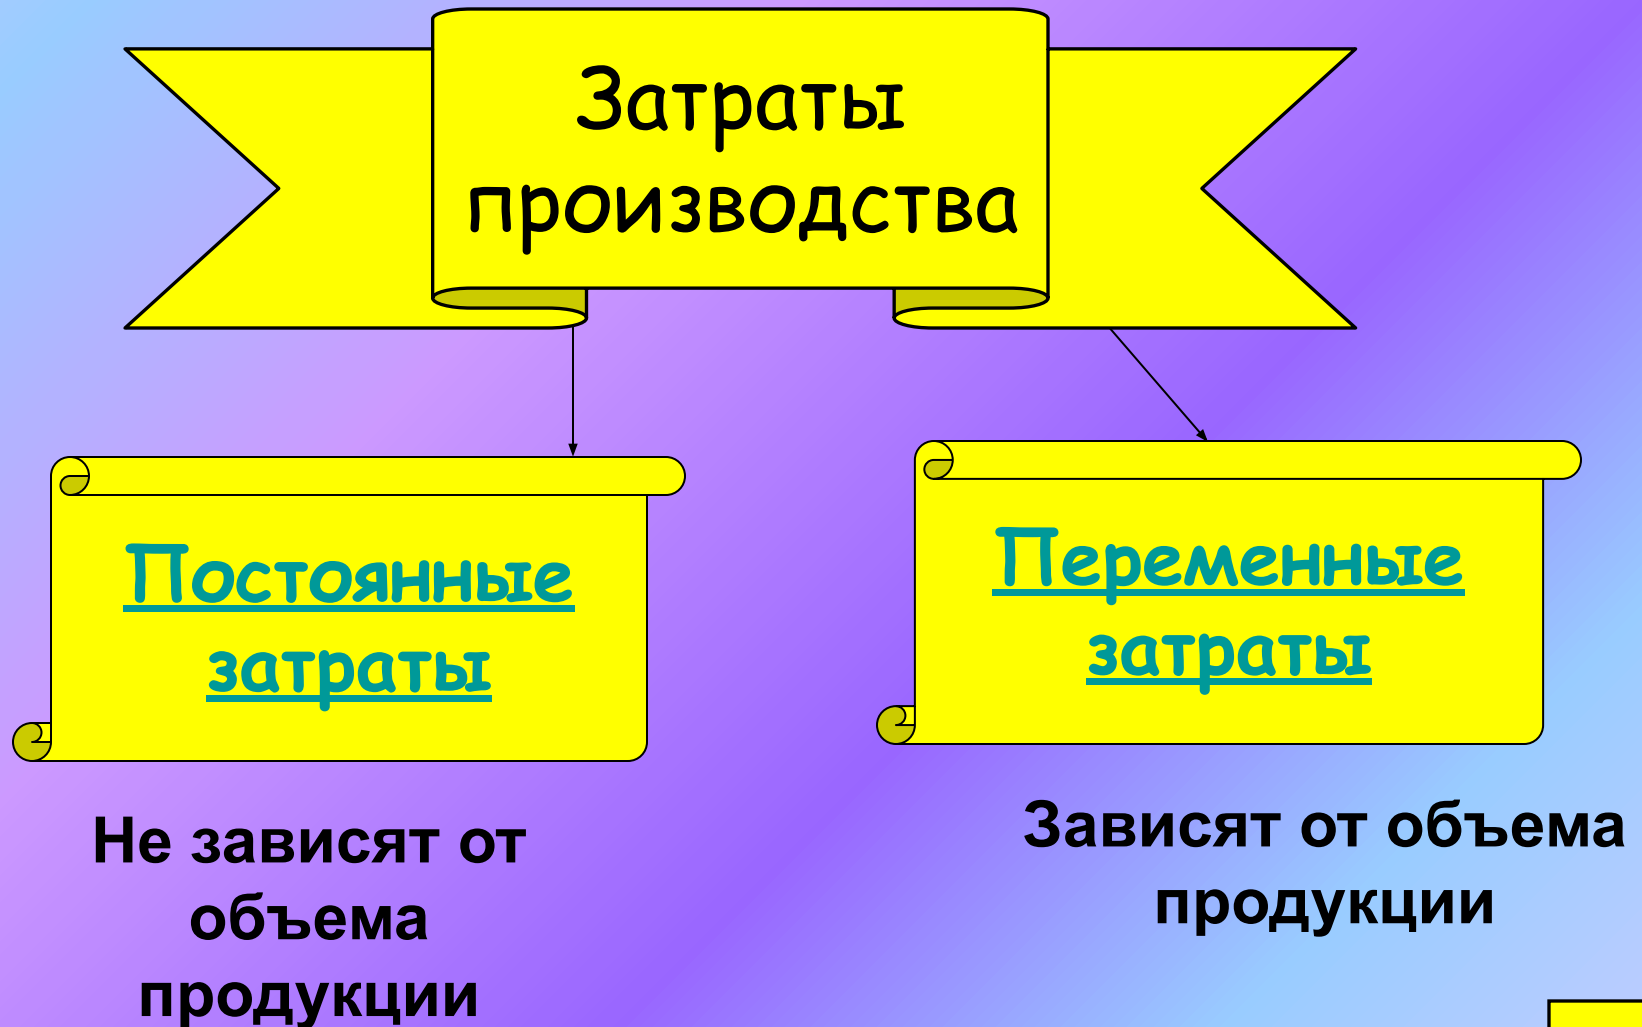 Затраты
производства
Постоянные
затраты
Переменные
затраты
Не зависят от
объема
продукции
Зависят от объема
продукции